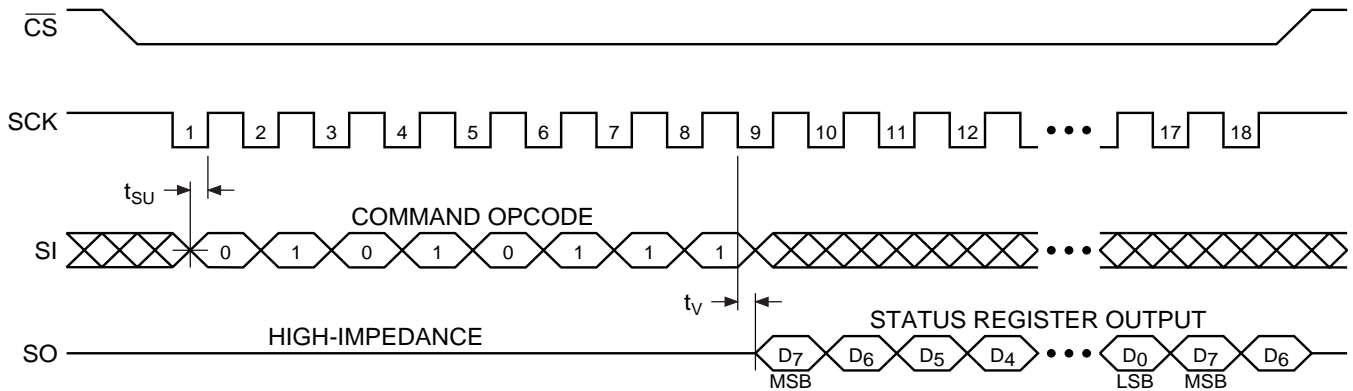 CS
SCK 1 2 3 4 5 6 7 8 9 10 11 12 ••• 17 18
tSU
COMMAND OPCODE
SI 0 1 0 1 0 1 1 1 •••
tV
HIGH-IMPEDANCE STATUS REGISTER OUTPUT
SO D7 D6 D5 D4 ••• D0 D7 D6
MSB LSB MSB